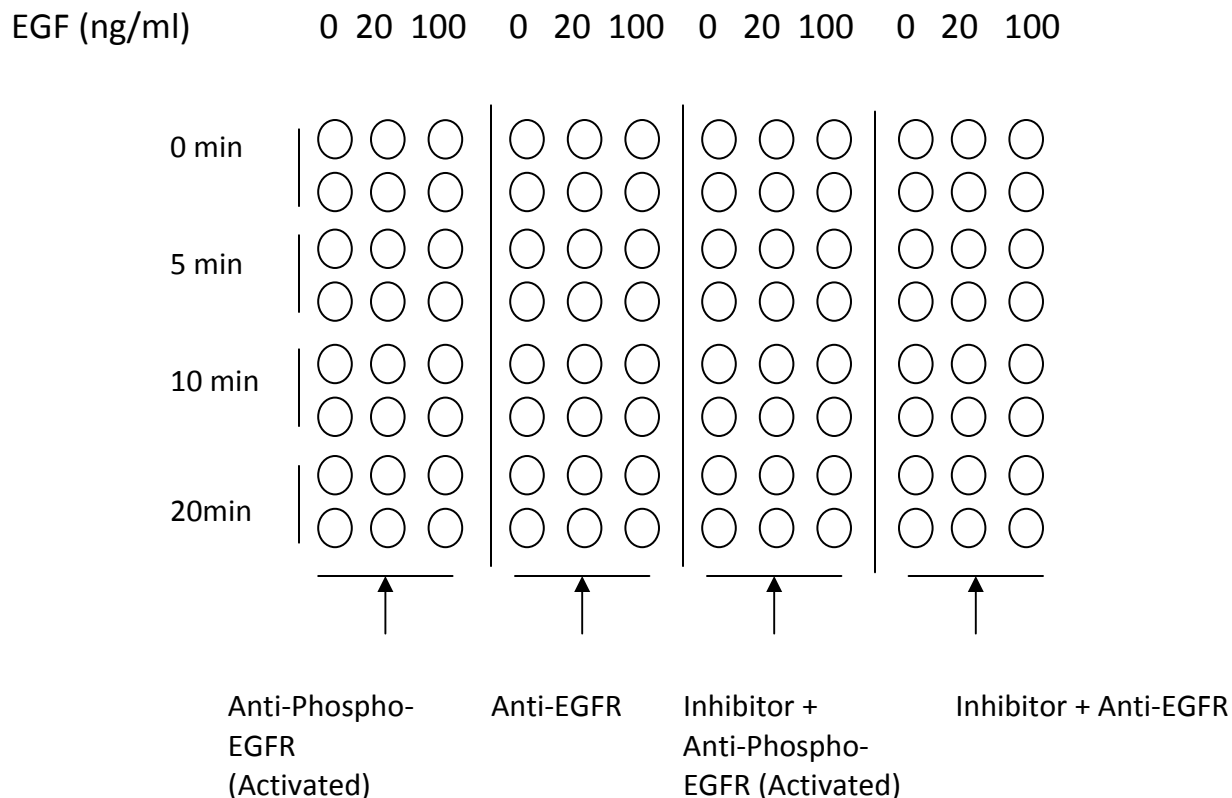 EGF (ng/ml) 0 20 100 0 20 100 0 20 100 0 20 100
0 min
5 min
10 min
20min
Anti-Phospho-
EGFR
(Activated)
Anti-EGFR
Inhibitor +
Anti-Phospho-
EGFR (Activated)
Inhibitor + Anti-EGFR